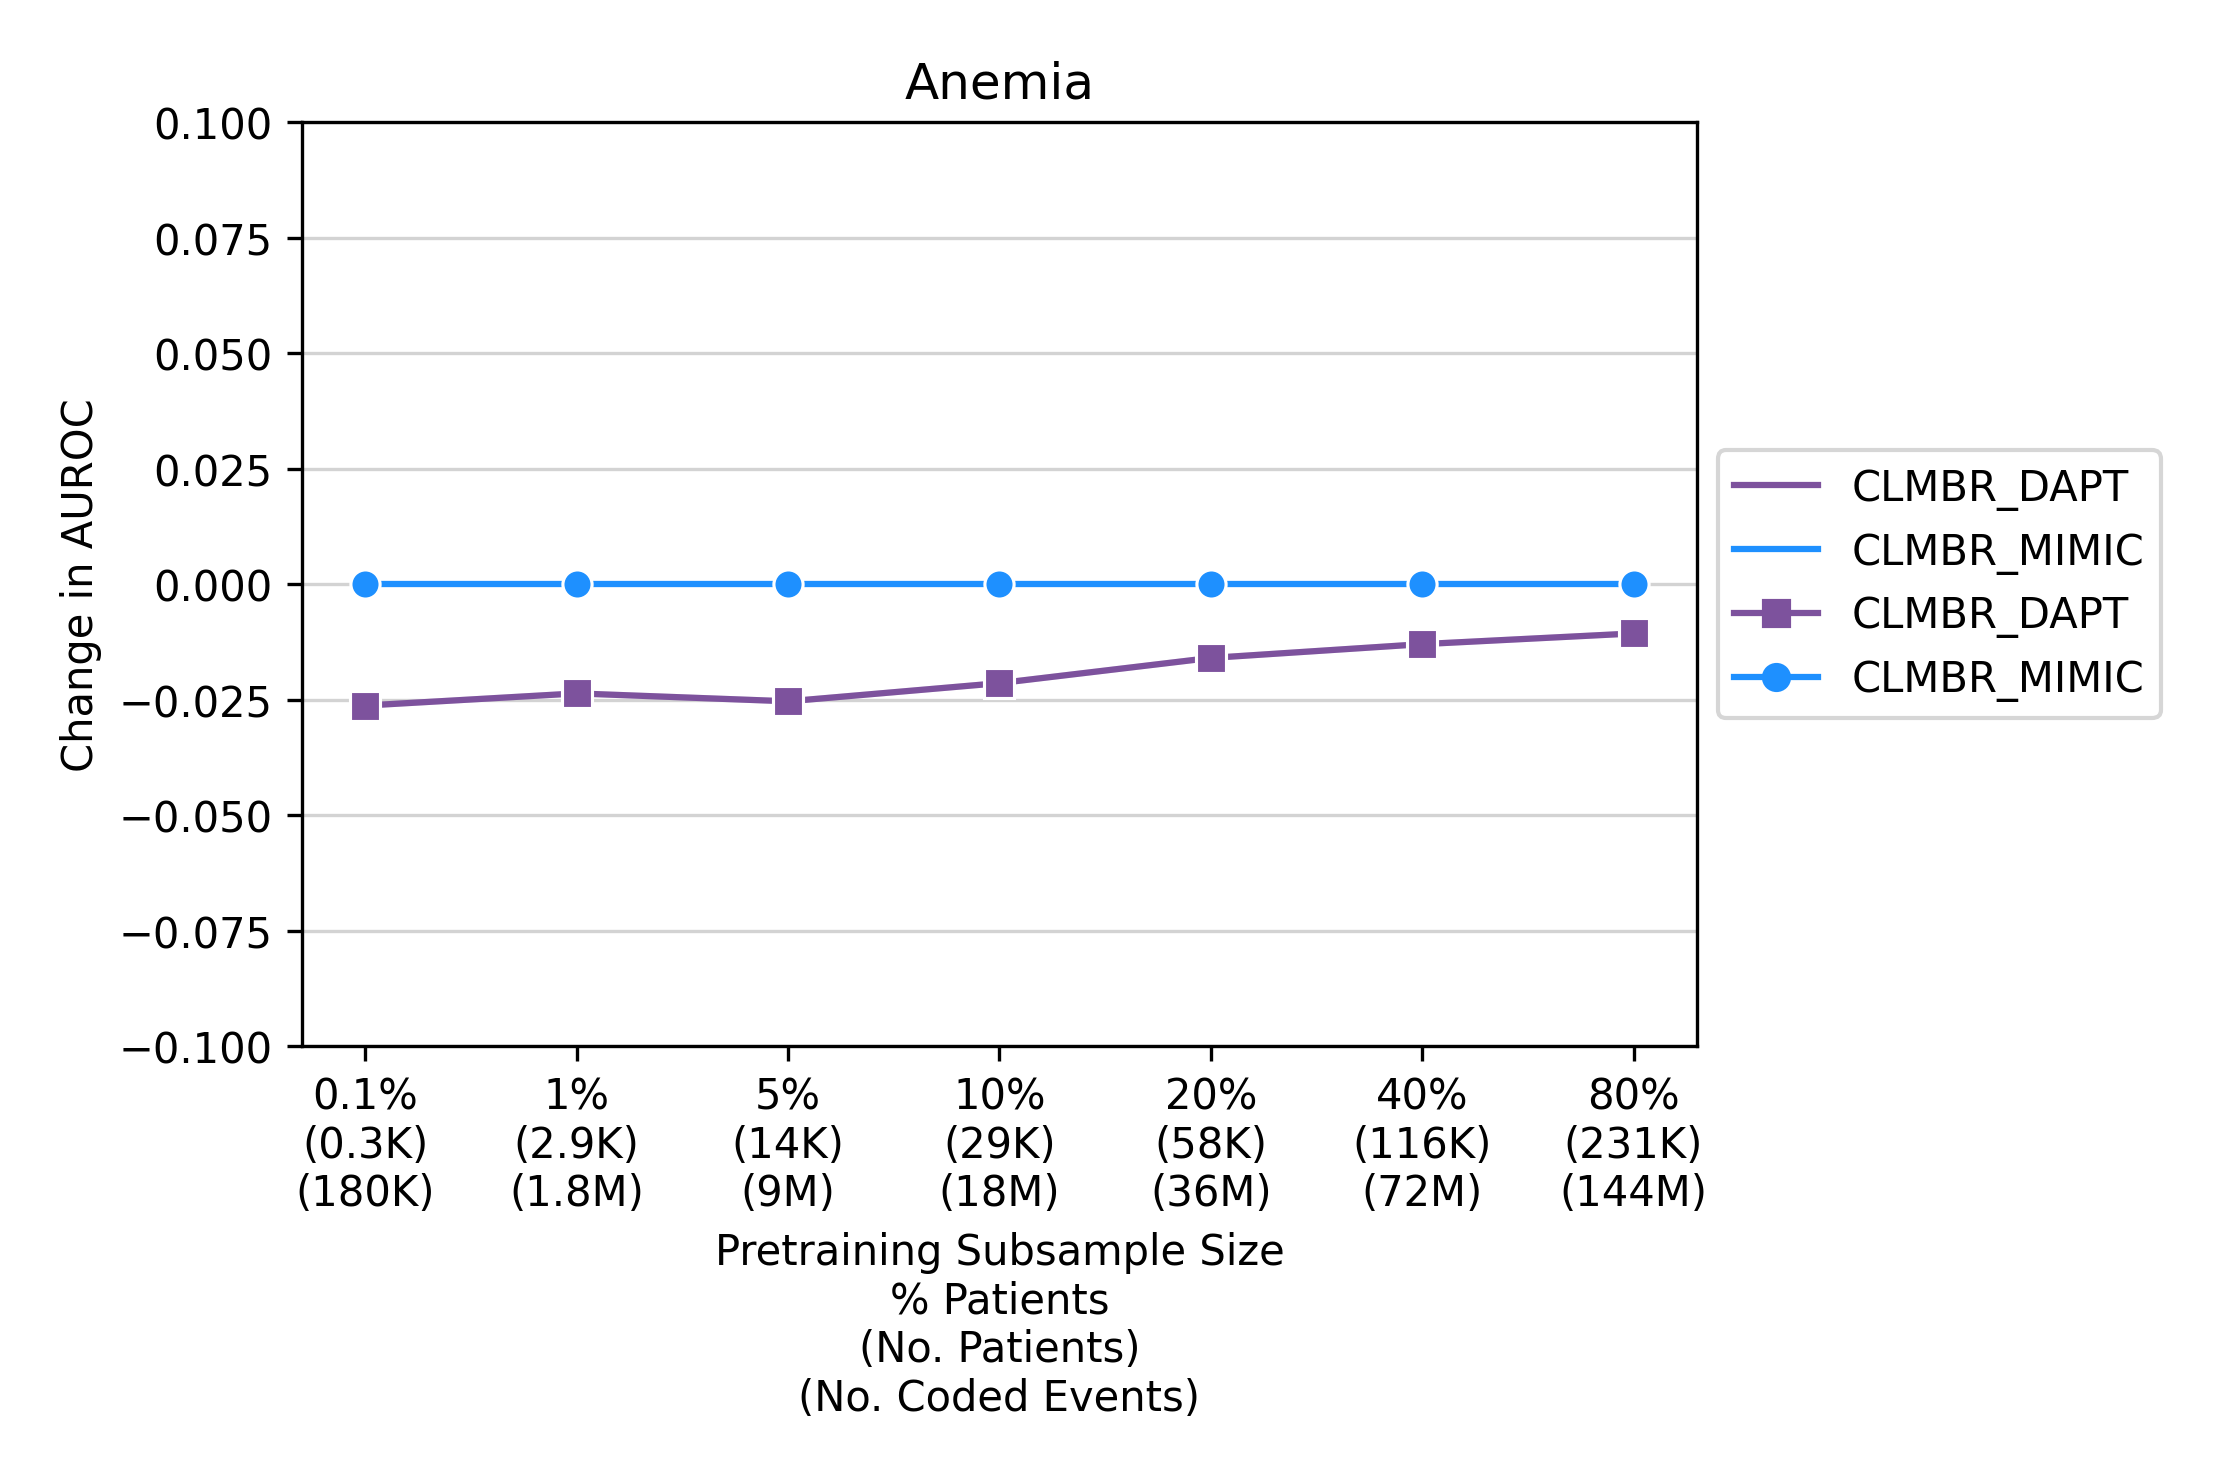 Anemia
0.100
0.075
0.050
0.025
0.000
−0.025
−0.050
−0.075
−0.100
Change in AUROC
CLMBR_DAPT
CLMBR_MIMIC
CLMBR_DAPT
CLMBR_MIMIC
0.1% 1% 5% 10% 20% 40% 80%
(0.3K) (2.9K) (14K) (29K) (58K) (116K) (231K)
(180K) (1.8M) (9M) (18M) (36M) (72M) (144M)
Pretraining Subsample Size
% Patients
(No. Patients)
(No. Coded Events)